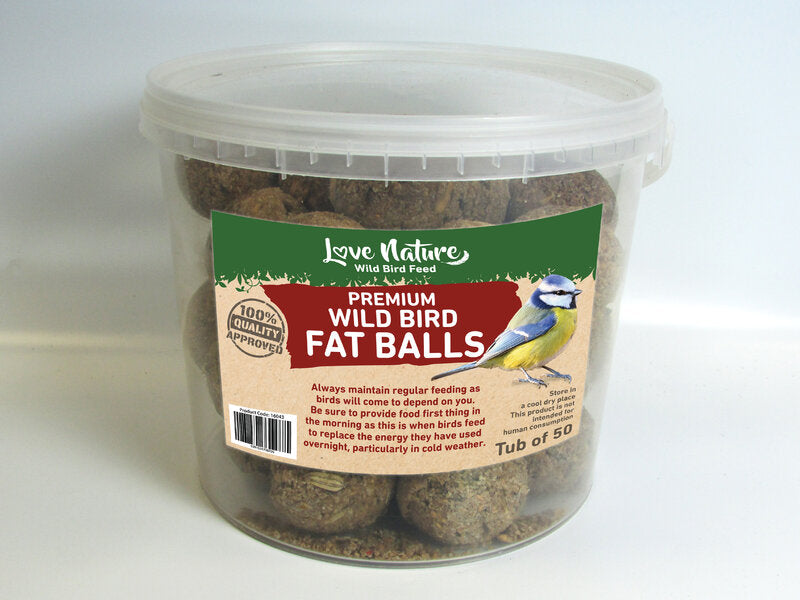 Love Nature
Wild Bird Feed
PREMIUM
WILD BIRD
FAT BALLS
100%
QUALITY
APPROVED
Always maintain regular feeding as
birds will come to depend on you.
Be sure to provide food first thing in
the morning as this is when birds feed
to replace the energy they have used
overnight, particularly in cold weather.
Product Code: 16043
Store in
a cool dry place
This product is not
intended for
human consumption
Tub of 50